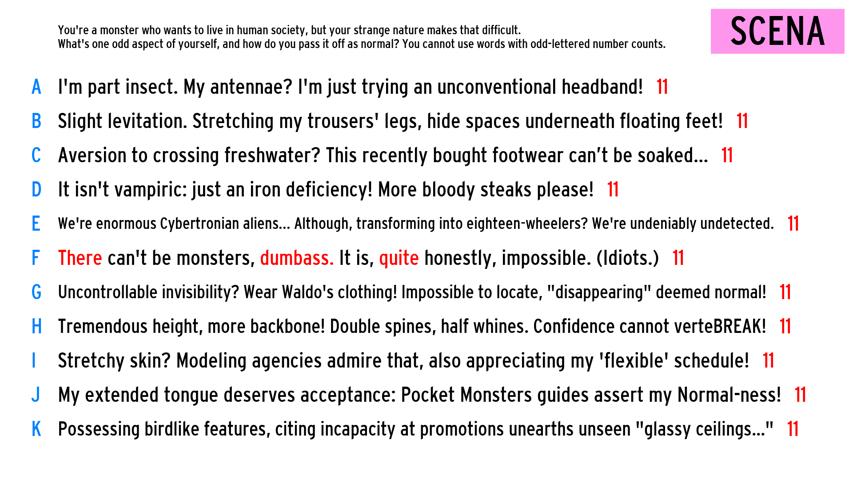 You're a monster who wants to live in human society, but your strange nature makes that difficult.
What's one odd aspect of yourself, and how do you pass it off as normal? You cannot use words with odd-lettered number counts.
SCENA
A I'm part insect. My antennae? I'm just trying an unconventional headband! 11
B Slight levitation. Stretching my trousers' legs, hide spaces underneath floating feet! 11
C Aversion to crossing freshwater? This recently bought footwear can't be soaked... 11
D It isn't vampiric: just an iron deficiency! More bloody steaks please! 11
E We're enormous Cybertronian aliens... Although, transforming into eighteen-wheelers? We're undeniably undetected. 11
F There can't be monsters, dumbass. It is, quite honestly, impossible. (Idiots.) 11
G Uncontrollable invisibility? Wear Waldo's clothing! Impossible to locate, "disappearing" deemed normal! 11
H Tremendous height, more backbone! Double spines, half whines. Confidence cannot verteBREAK! 11
I Stretchy skin? Modeling agencies admire that, also appreciating my 'flexible' schedule! 11
J My extended tongue deserves acceptance: Pocket Monsters guides assert my Normal-ness! 11
K Possessing birdlike features, citing incapacity at promotions unearths unseen "glassy ceilings..." 11